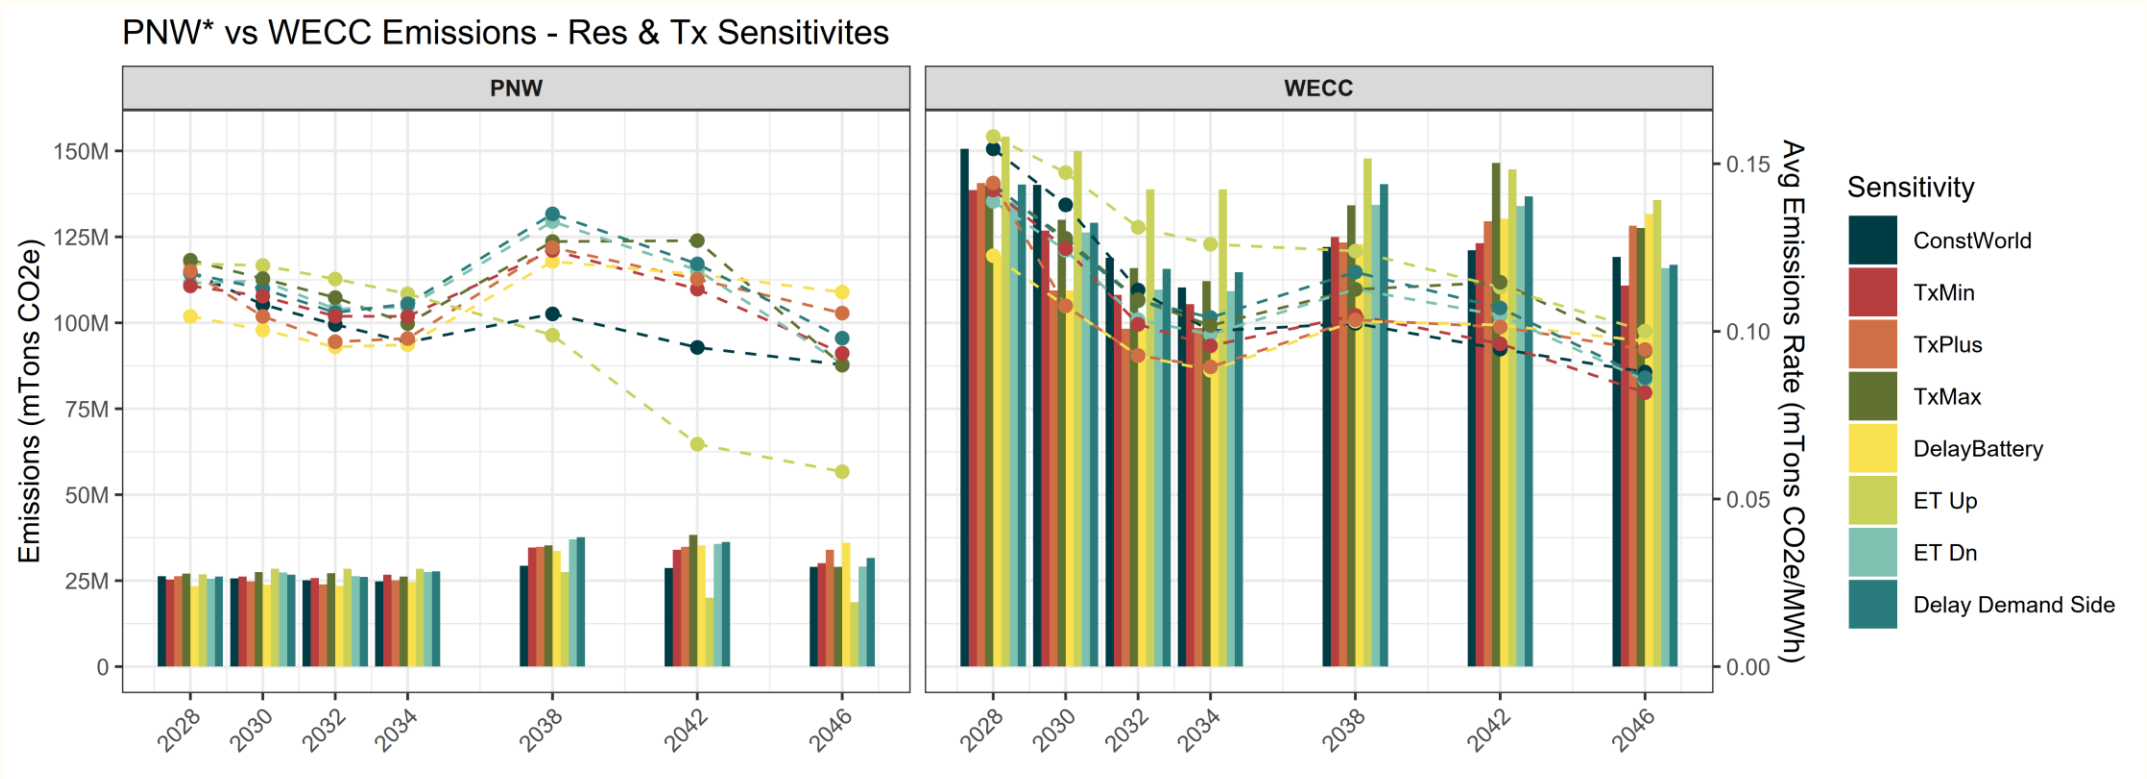 PNW* vs WECC Emissions - Res & Tx Sensitivites
PNW
WECC
Emissions (mTons CO2e)
150M
125M
100M
75M
50M
25M
0
2028
2030
2032
2034
2038
2042
2046
2028
2030
2032
2034
2038
2042
2046
0.15
0.10
0.05
0.00
Avg Emissions Rate (mTons CO2e/MWh)
Sensitivity
ConstWorld
TxMin
TxPlus
TxMax
DelayBattery
ET Up
ET Dn
Delay Demand Side